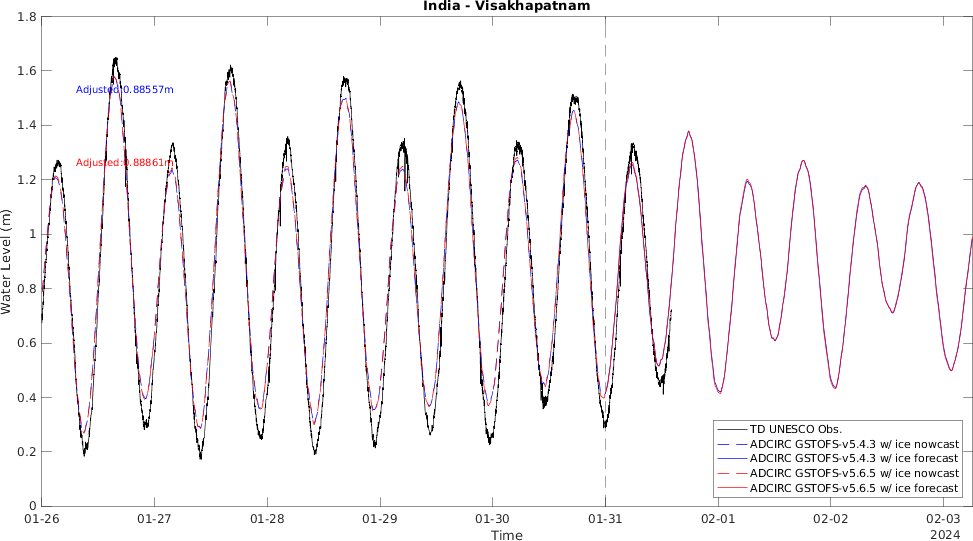 India - Visakhapatnam
1.8
1.6
1.4
1.2
1
0.8
0.6
0.4
0.2
0
Water Level (m)
Adjusted:0.88557m
Adjusted:0.88861m
TD UNESCO Obs.
ADCIRC GSTOFS-v5.4.3 w/ ice nowcast
ADCIRC GSTOFS-v5.4.3 w/ ice forecast
ADCIRC GSTOFS-v5.6.5 w/ ice nowcast
ADCIRC GSTOFS-v5.6.5 w/ ice forecast
01-26 01-27 01-28 01-29 01-30 01-31 02-01 02-02 02-03
Time
2024